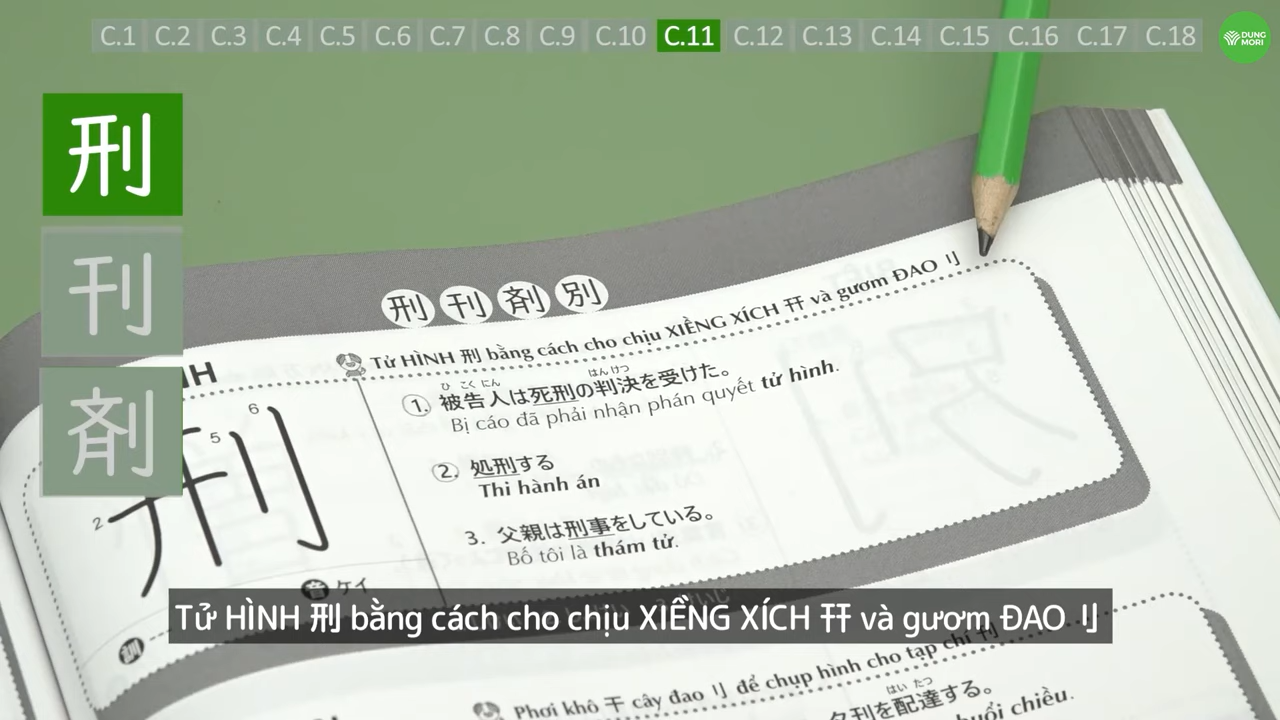 C.1 C.2 C.3 C.4 C.5 C.6 C.7 C.8 C.9 C.10 C.11 C.12 C.13 C.14 C.15 C.16 C.17 C.18
DUNG
MORI
刑
刊
剤
刑 刊 剤 別
Tử HÌNH 刑 bằng cách cho chịu XIỀNG XÍCH 幵 và gươm ĐAO 刂
ひ こく にん はん けつ
1. 被告人は死刑の判決を受けた。
Bị cáo đã phải nhận phán quyết tử hình.
2. 処刑する
Thi hành án
3. 父親は刑事をしている。
Bố tôi là thám tử.
刑
2 5 6
音 ケイ
訓
Tử HÌNH 刑 bằng cách cho chịu XIỀNG XÍCH 幵 và gươm ĐAO 刂
Phơi khô 干 cây đao 刂 để chụp hình cho tạp chí 刊
はい たつ
夕刊を配達する。
buổi chiều.